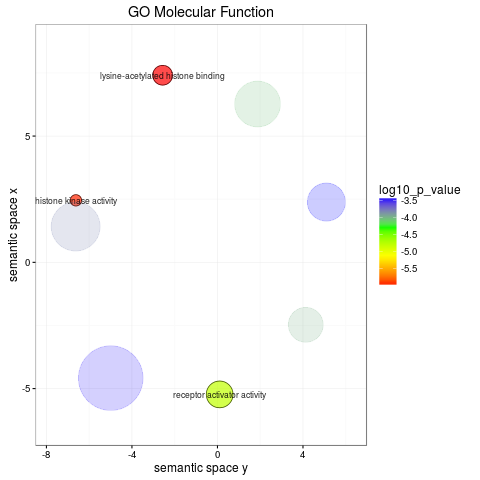 GO Molecular Function
lysine-acetylated histone binding
histone kinase activity
receptor activator activity
semantic space x
semantic space y
5
0
-5
-8
-4
0
4
log10_p_value
-3.5
-4.0
-4.5
-5.0
-5.5